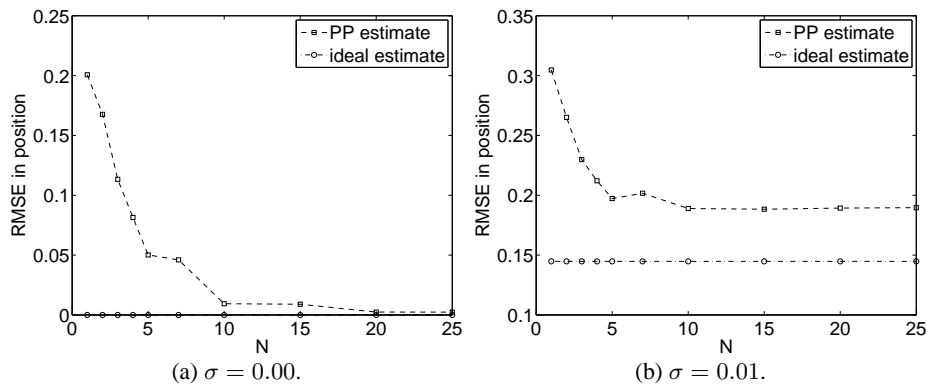 0.25
0.2
0.15
0.1
0.05
0
RMSE in position
PP estimate
ideal estimate
0 5 10 15 20 25
N
(a) σ = 0.00.
0.35
0.3
0.25
0.2
0.15
0.1
RMSE in position
PP estimate
ideal estimate
0 5 10 15 20 25
N
(b) σ = 0.01.